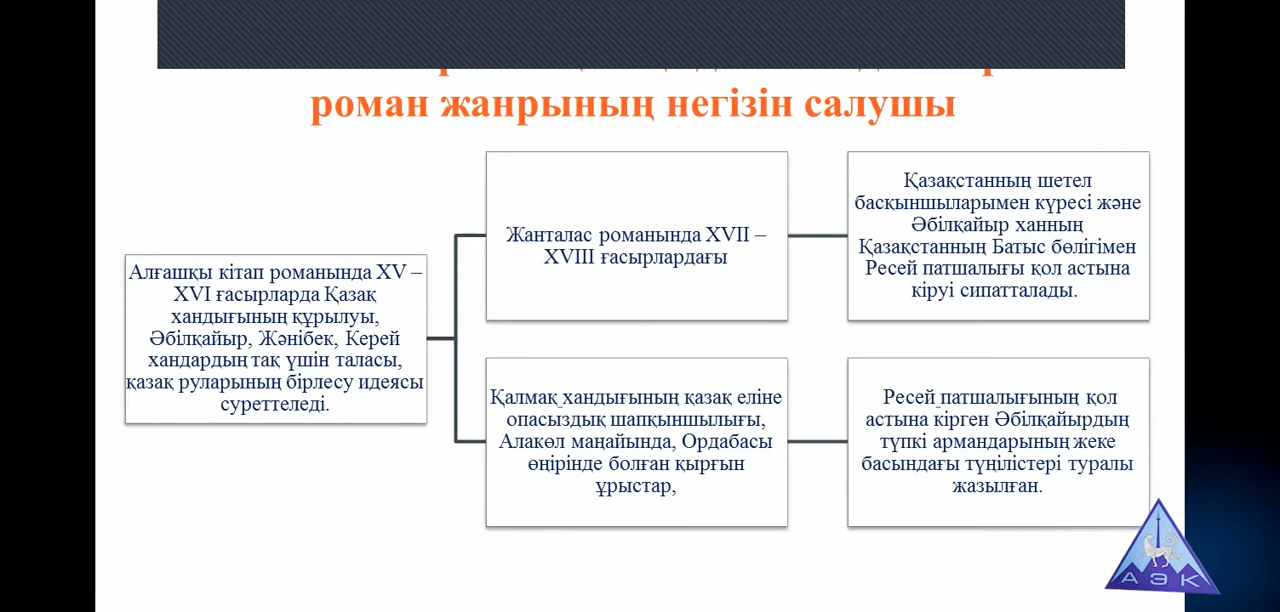 роман жанрының негізін салушы
Алғашқы кітап романында XV –
XVI ғасырларда Қазақ
хандығының құрылуы,
Әбілқайыр, Жәнібек, Керей
хандардың тақ үшін таласы,
қазақ руларының бірлесу идеясы
суреттеледі.
Жанталас романында XVII –
XVIII ғасырлардағы
Қазақстанның шетел
басқыншыларымен күресі және
Әбілқайыр ханның
Қазақстанның Батыс бөлігімен
Ресей патшалығы қол астына
кіруі сипатталады.
Қалмақ хандығының қазақ еліне
опасыздық шапқыншылығы,
Алакөл маңайында, Ордабасы
өңірінде болған қырғын
ұрыстар,
Ресей патшалығының қол
астына кірген Әбілқайырдың
түпкі армандарының жеке
басындағы түңілістері туралы
жазылған.
АЭК